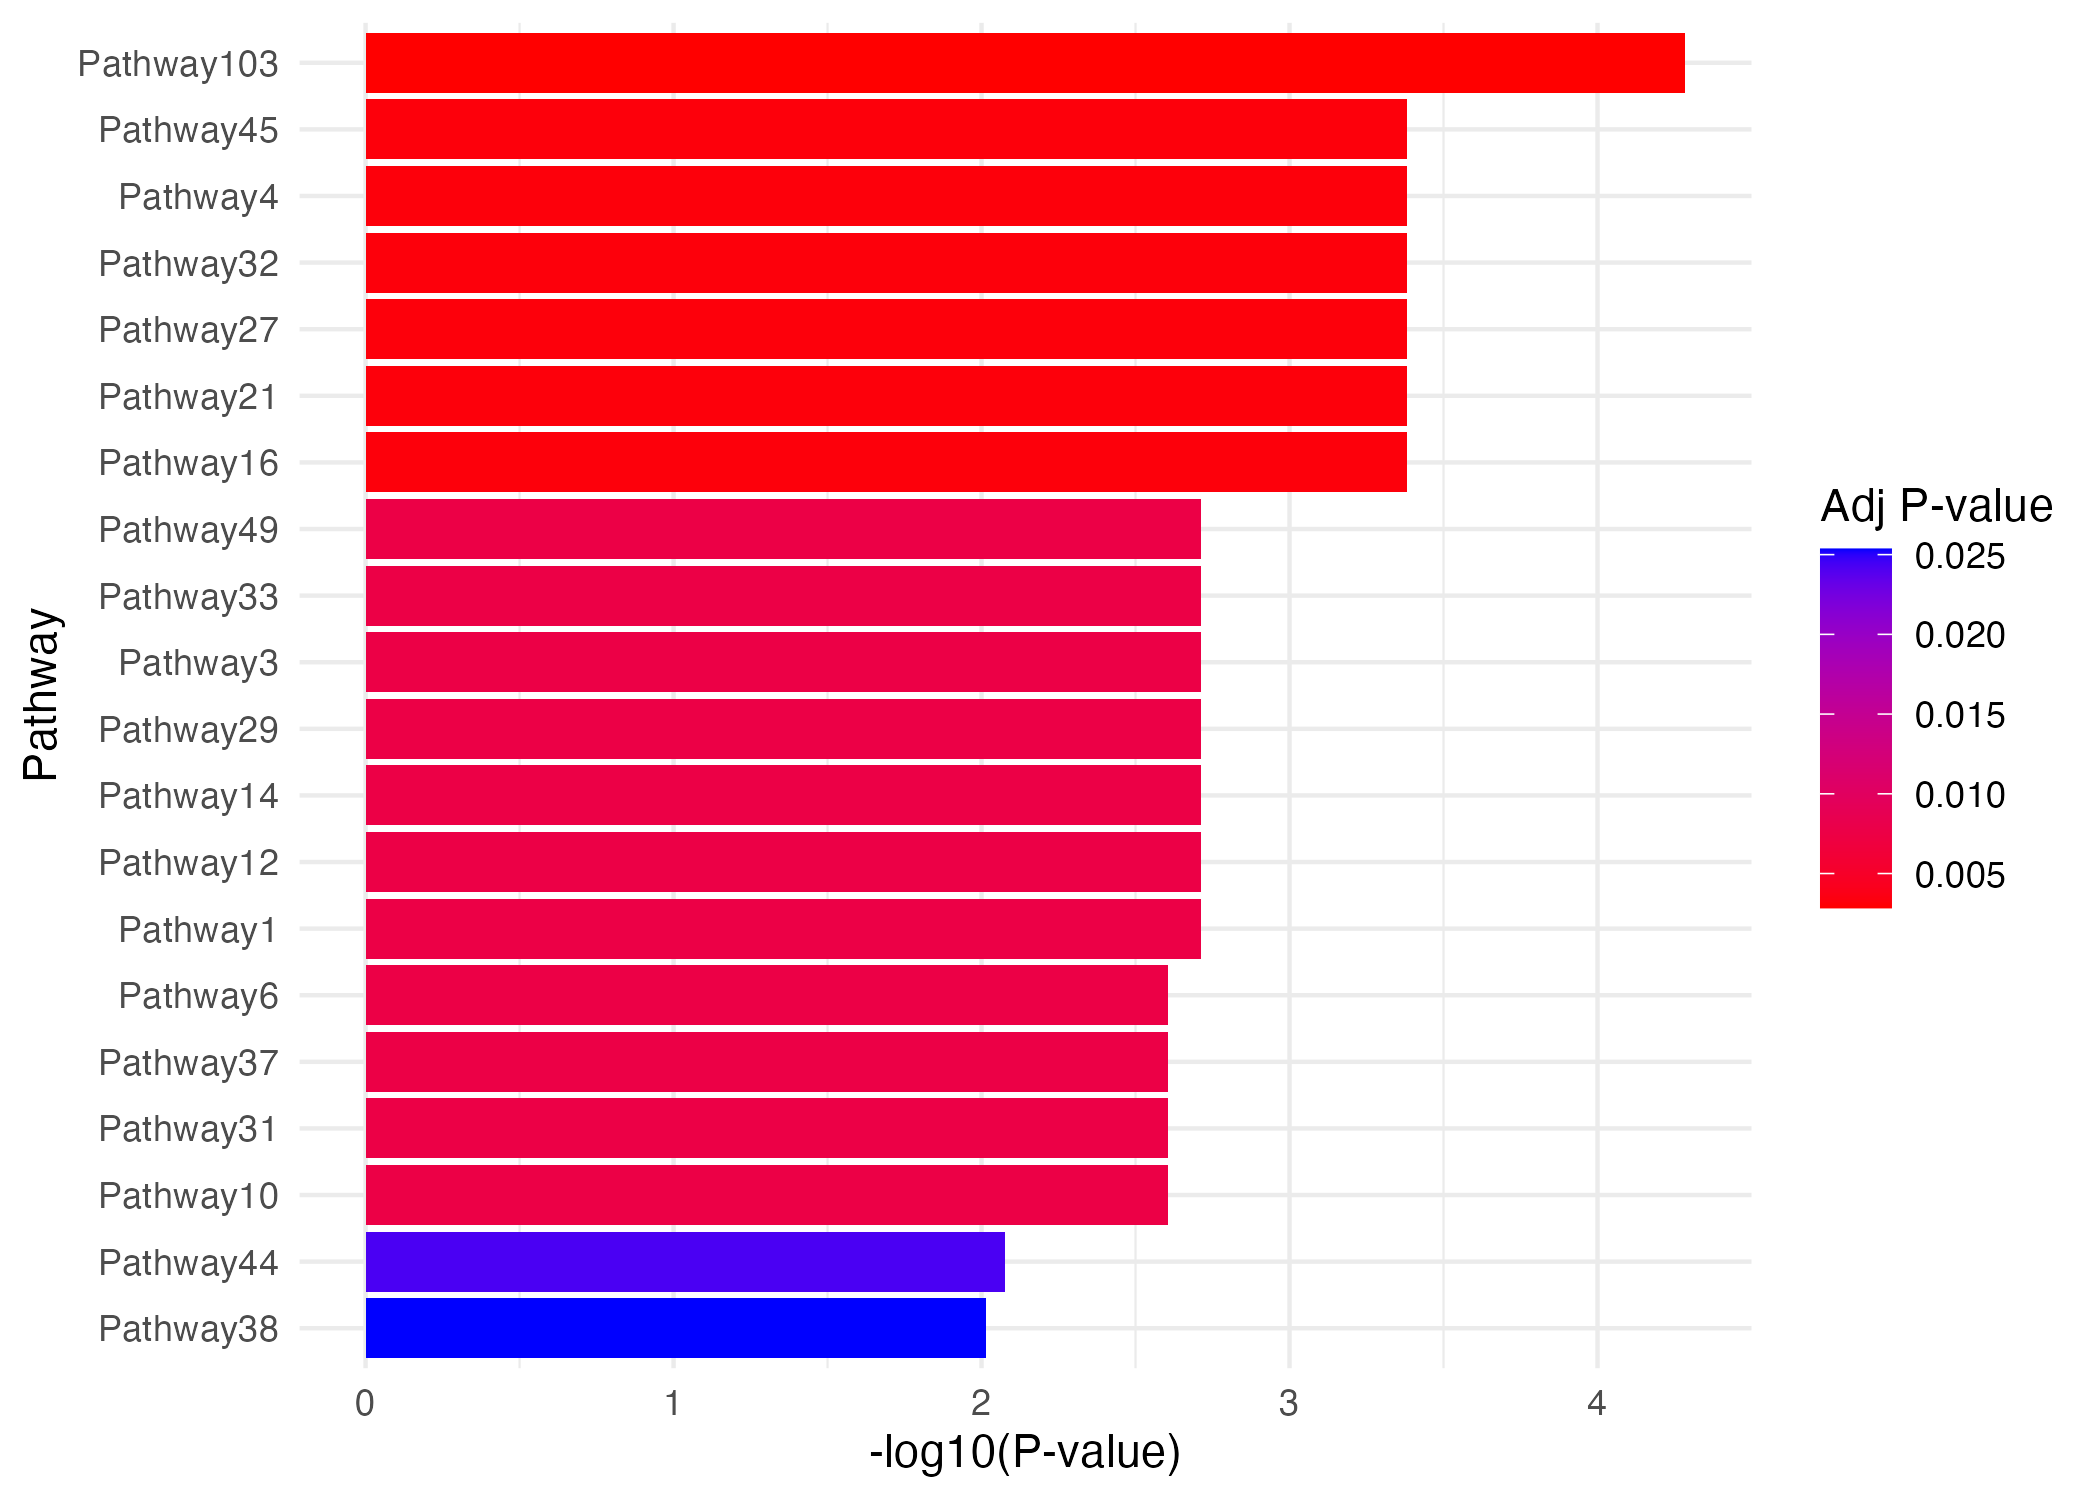 Pathway103
Pathway45
Pathway4
Pathway32
Pathway27
Pathway21
Pathway16
Pathway49
Pathway33
Pathway3
Pathway29
Pathway14
Pathway12
Pathway1
Pathway6
Pathway37
Pathway31
Pathway10
Pathway44
Pathway38
Pathway
0 1 2 3 4
-log10(P-value)
Adj P-value
0.025
0.020
0.015
0.010
0.005